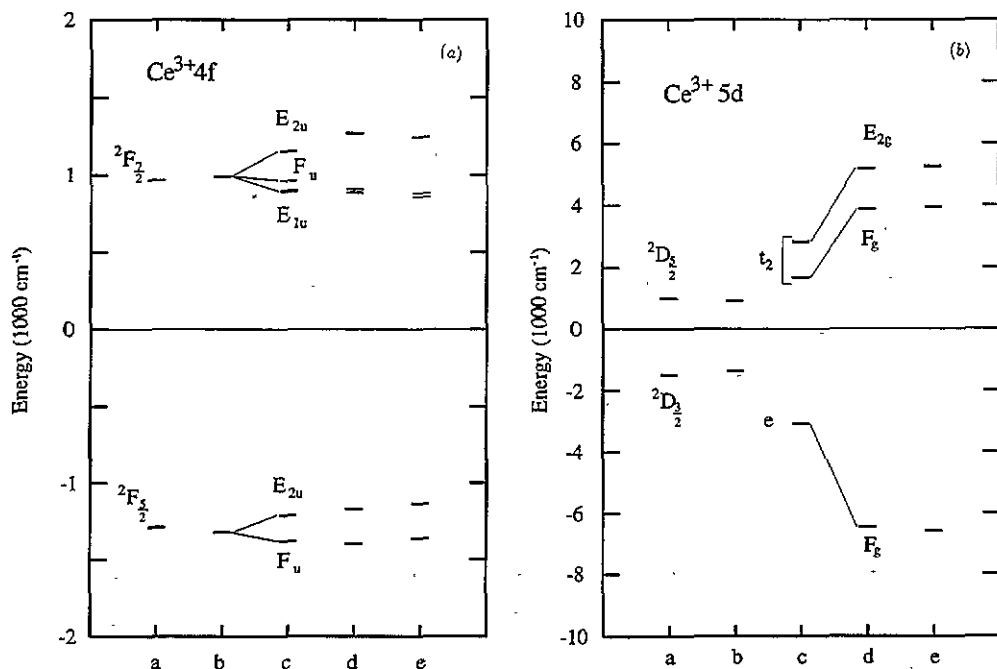 (a)
Ce³⁺4f
Energy (1000 cm⁻¹)
2
1
0
-1
-2
²F₇/₂
E₂ᵤ
Fᵤ
E₁ᵤ
²F₅/₂
E₂ᵤ
Fᵤ
a b c d e
(b)
Ce³⁺ 5d
Energy (1000 cm⁻¹)
10
8
6
4
2
0
-2
-4
-6
-8
-10
²D₅/₂
t₂
E₂g
Fg
²D₃/₂
e
Fg
a b c d e